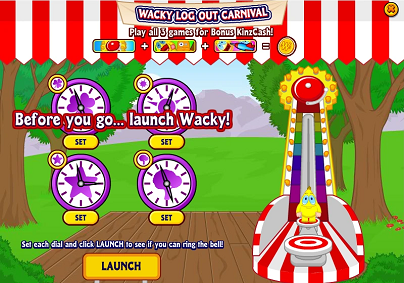 WACKY LOG OUT CARNIVAL
Play all 3 games for Bonus KinzCash!
Before you go... launch Wacky!
SET SET
SET SET
Set each dial and click LAUNCH to see if you can ring the bell!
LAUNCH